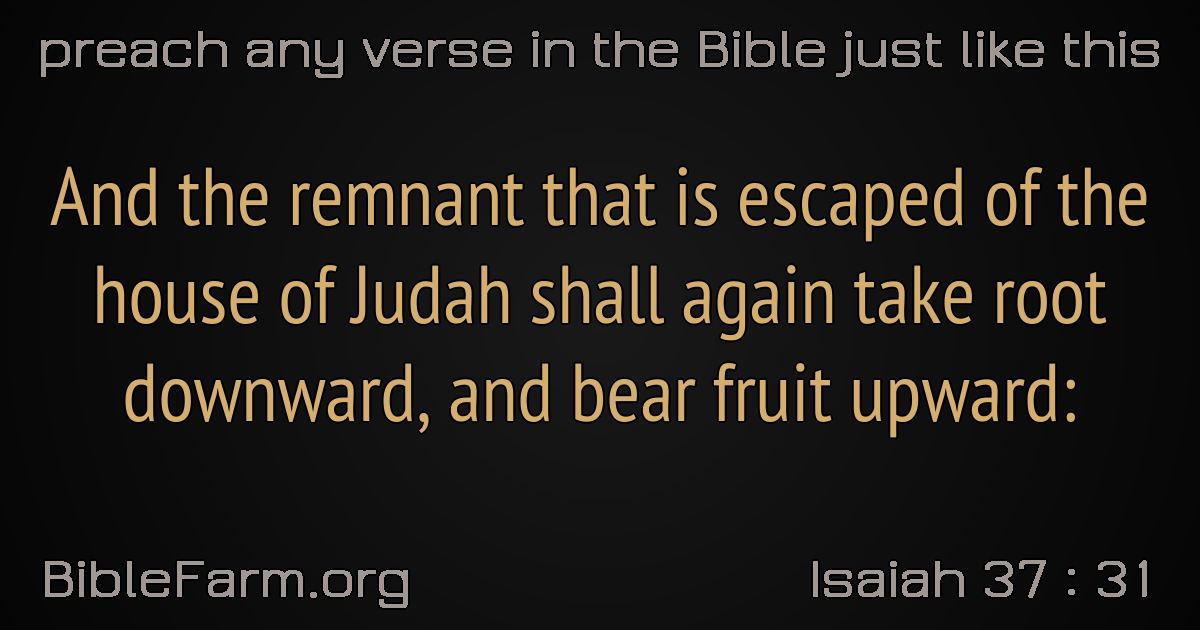 preach any verse in the Bible just like this
And the remnant that is escaped of the
house of Judah shall again take root
downward, and bear fruit upward:
BibleFarm.org
Isaiah 37 : 31